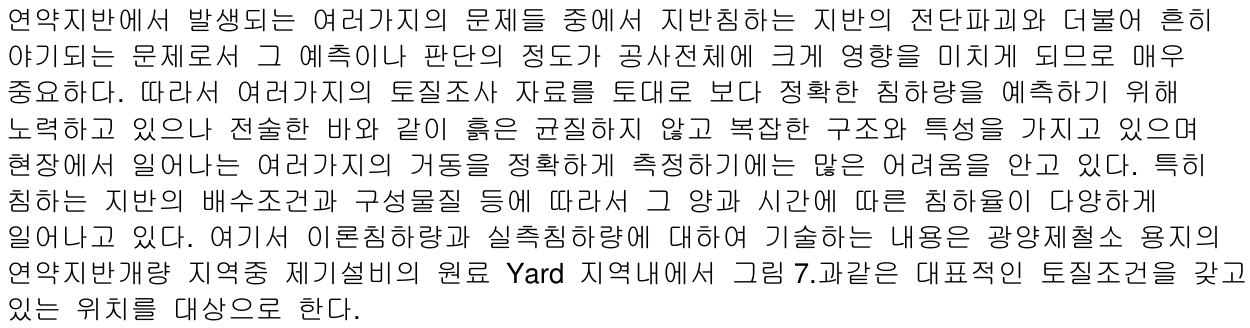 연약지반에서 발생되는 여러가지의 문제들 중에서 지반침하는 지반의 전단파괴와 더불어 흔히
야기되는 문제로서 그 예측이나 판단의 정도가 공사전체에 크게 영향을 미치게 되므로 매우
중요하다. 따라서 여러가지의 토질조사 자료를 토대로 보다 정확한 침하량을 예측하기 위해
노력하고 있으나 전술한 바와 같이 흙은 균질하지 않고 복잡한 구조와 특성을 가지고 있으며
현장에서 일어나는 여러가지의 거동을 정확하게 측정하기에는 많은 어려움을 안고 있다. 특히
침하는 지반의 배수조건과 구성물질 등에 따라서 그 양과 시간에 따른 침하율이 다양하게
일어나고 있다. 여기서 이론침하량과 실측침하량에 대하여 기술하는 내용은 광양제철소 용지의
연약지반개량 지역중 제기설비의 원료 Yard 지역내에서 그림 7.과같은 대표적인 토질조건을 갖고
있는 위치를 대상으로 한다.